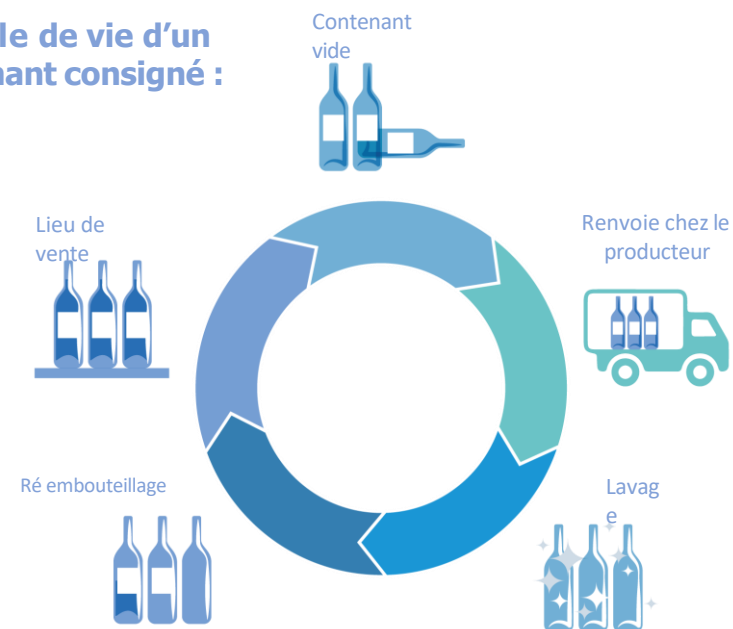 le de vie d’un
nant consigné :
Contenant
vide
Lieu de
vente
Renvoie chez le
producteur
Ré embouteillage
Lavag
e